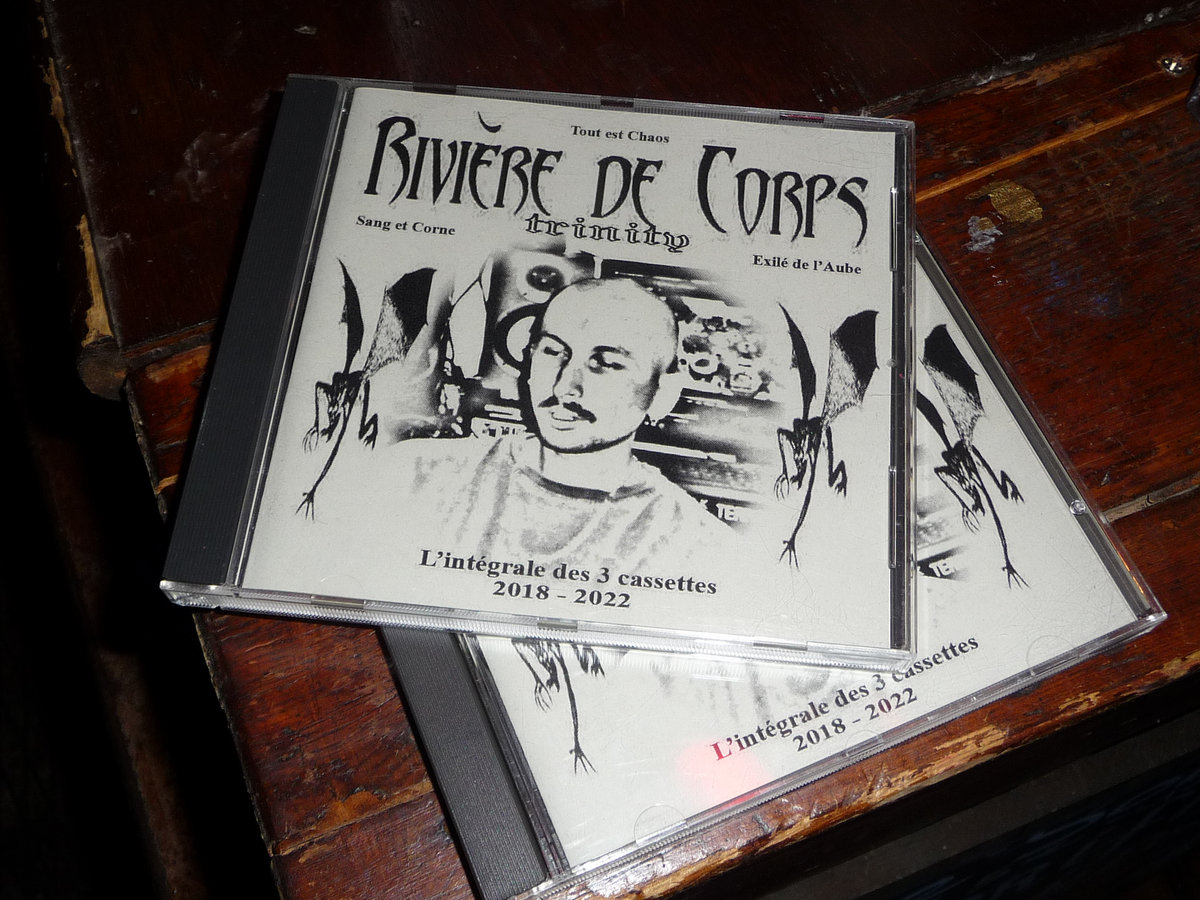 Tout est Chaos
RIVIÈRE DE CORPS
trinity
Sang et Corne
Exilé de l'Aube
L'intégrale des 3 cassettes
2018 - 2022
L'intégrale des 3 cassettes
2018 - 2022